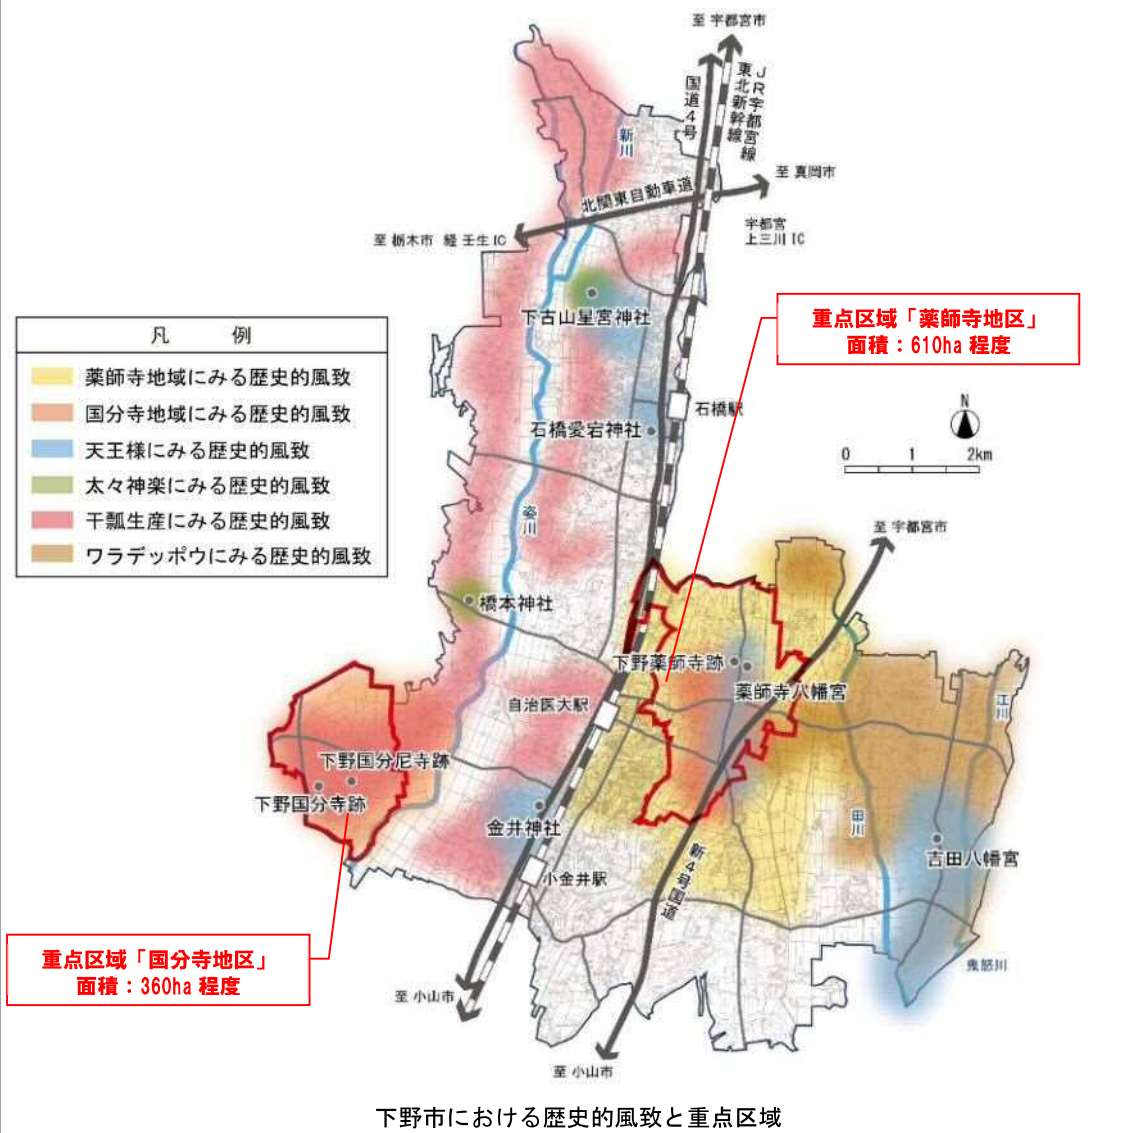 至 宇都宮市
国道4号
JR宇都宮線
東北新幹線
新川
至 真岡市
北関東自動車道
宇都宮
上三川IC
至 栃木市 経 壬生IC
下古山星宮神社
重点区域「薬師寺地区」
面積：610ha 程度
凡 例
薬師寺地域にみる歴史的風致
国分寺地域にみる歴史的風致
天王様にみる歴史的風致
太々神楽にみる歴史的風致
干瓢生産にみる歴史的風致
ワラデッポウにみる歴史的風致
石橋駅
石橋愛宕神社
N
0 1 2km
姿川
至 宇都宮市
橋本神社
下野薬師寺跡
薬師寺八幡宮
自治医大駅
江川
下野国分尼寺跡
下野国分寺跡
金井神社
田川
吉田八幡宮
小金井駅
新4号国道
重点区域「国分寺地区」
面積：360ha 程度
鬼怒川
至 小山市
至 小山市
下野市における歴史的風致と重点区域